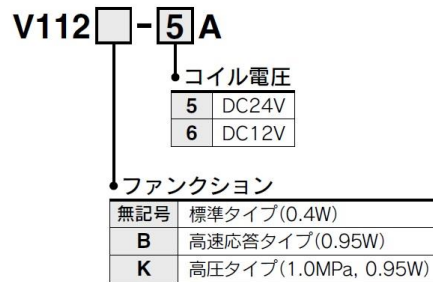 V112 - 5 A
コイル電圧
5 DC24V
6 DC12V
ファンクション
無記号 標準タイプ(0.4W)
B 高速応答タイプ(0.95W)
K 高圧タイプ(1.0MPa, 0.95W)